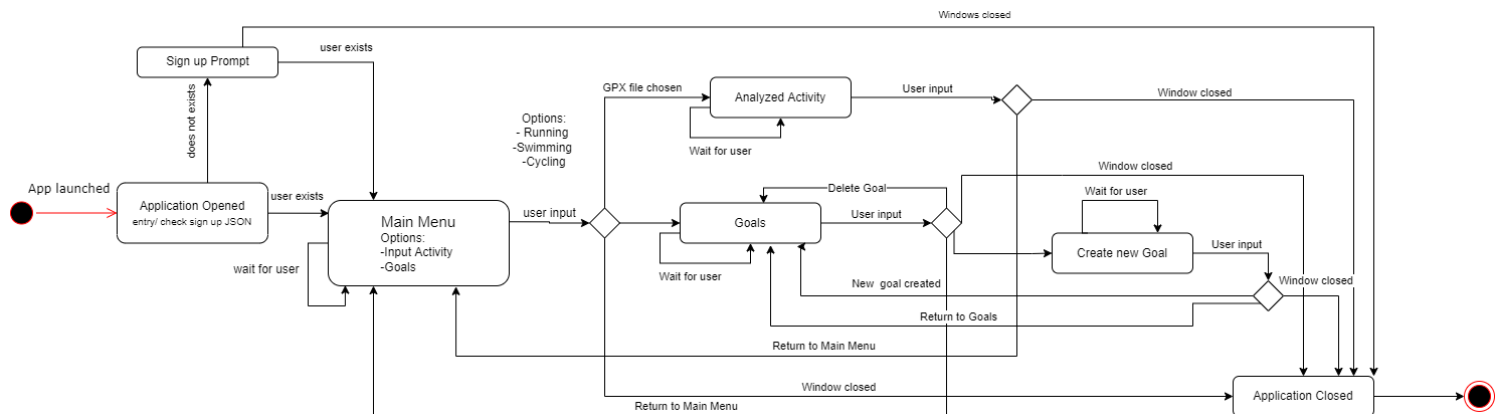 Windows closed
Sign up Prompt
user exists
does not exists
App launched
Application Opened
entry/ check sign up JSON
user exists
Main Menu
Options:
-Input Activity
-Goals
wait for user
user input
Options:
- Running
-Swimming
-Cycling
GPX file chosen
Analyzed Activity
Wait for user
User input
Window closed
Window closed
Delete Goal
Goals
Wait for user
User input
Wait for user
Create new Goal
User input
Window closed
New goal created
Return to Goals
Return to Main Menu
Window closed
Return to Main Menu
Application Closed